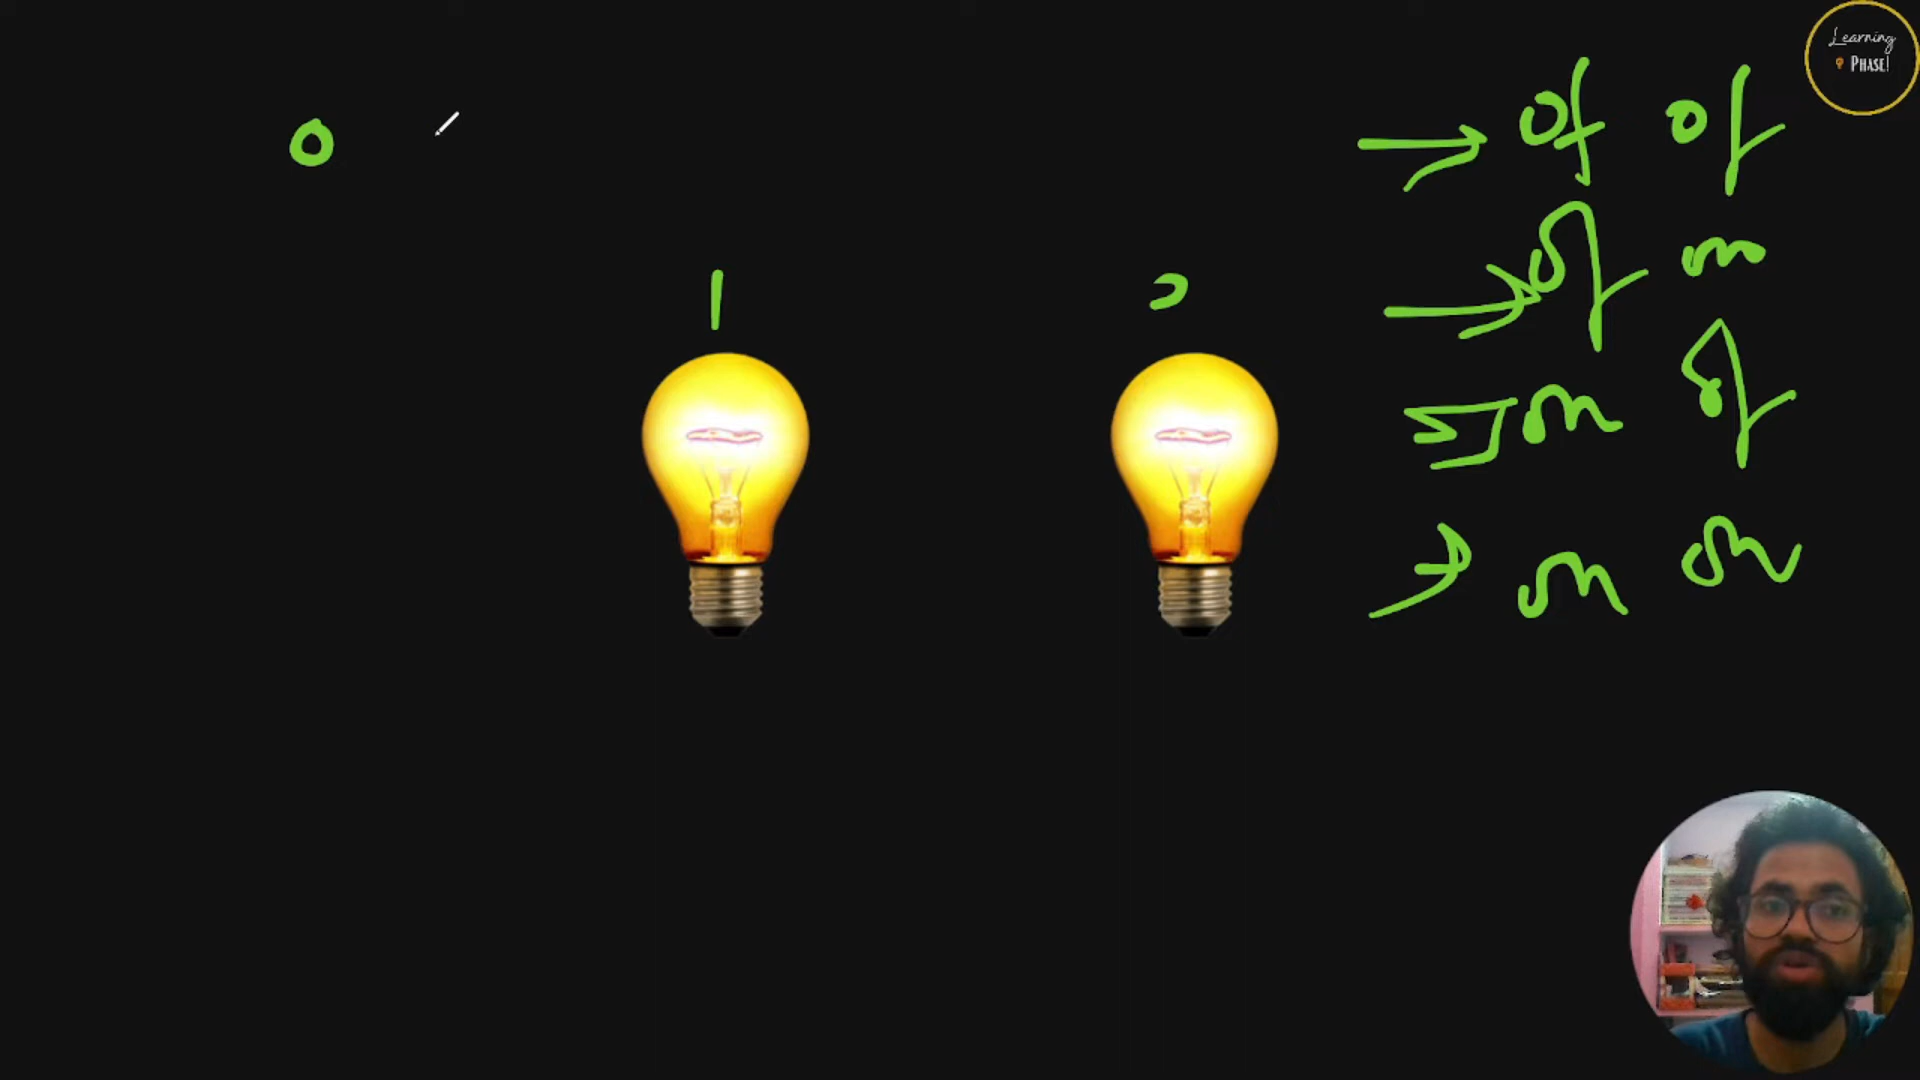 Learning
PHASE!
0
→ of of
→ of on
1 2
on of
→ on on